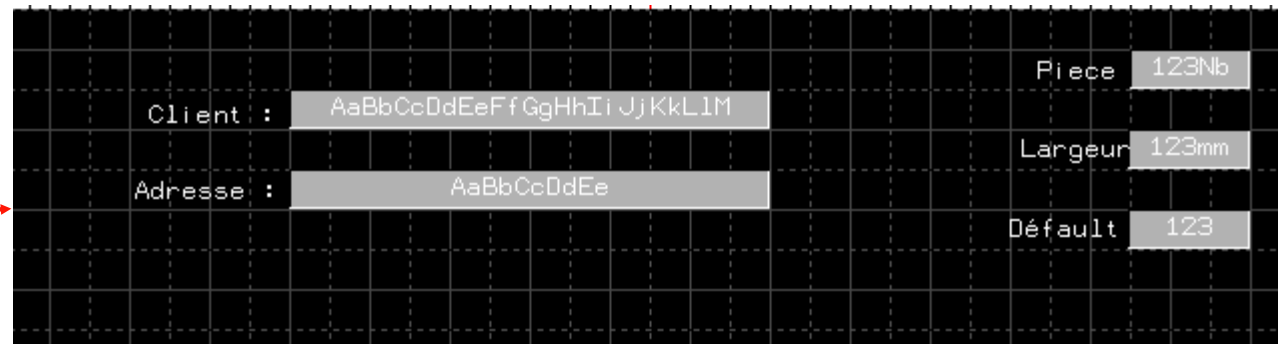 Piece 123Nb
Client : AaBbCcDdEeFfGgHhIiJjKkLlM
Largeur 123mm
Adresse : AaBbCcDdEe
Défault 123